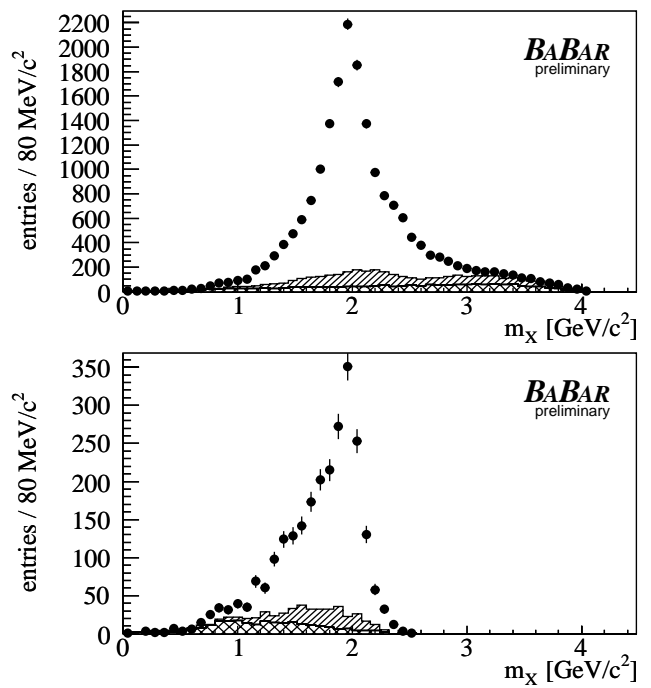 2200
2000
1800
1600
1400
1200
1000
800
600
400
200
0
entries / 80 MeV/c²
BABAR
preliminary
0 1 2 3 4
m_X [GeV/c²]
350
300
250
200
150
100
50
0
entries / 80 MeV/c²
BABAR
preliminary
0 1 2 3 4
m_X [GeV/c²]